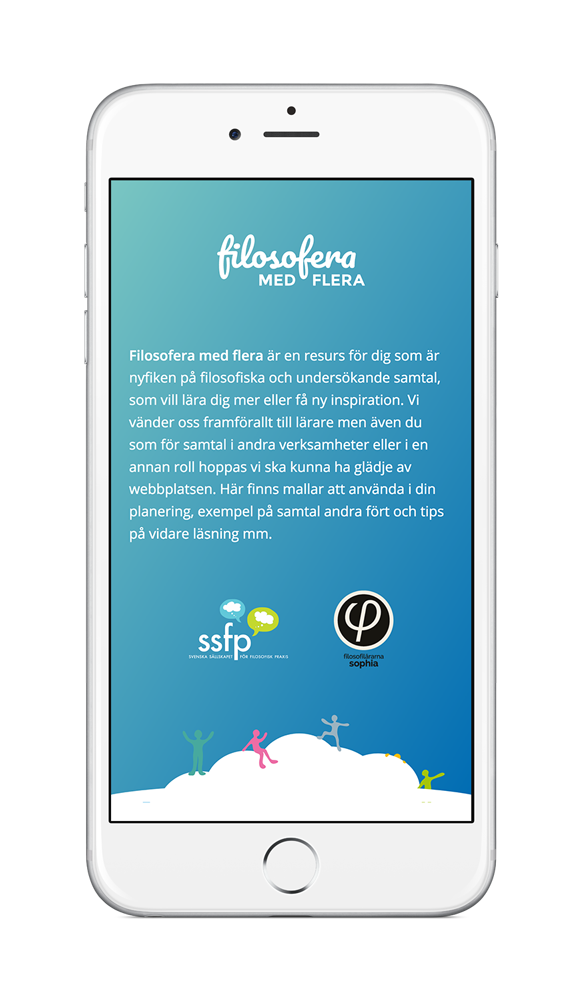 filosofera
MED FLERA
Filosofera med flera är en resurs för dig som är
nyfiken på filosofiska och undersökande samtal,
som vill lära dig mer eller få ny inspiration. Vi
vänder oss framförallt till lärare men även du
som för samtal i andra verksamheter eller i en
annan roll hoppas vi ska kunna ha glädje av
webbplatsen. Här finns mallar att använda i din
planering, exempel på samtal andra fört och tips
på vidare läsning mm.
ssfp
SVENSKA SÄLLSKAPET FÖR FILOSOFISK PRAXIS
φ
filosofilärarna
sophia